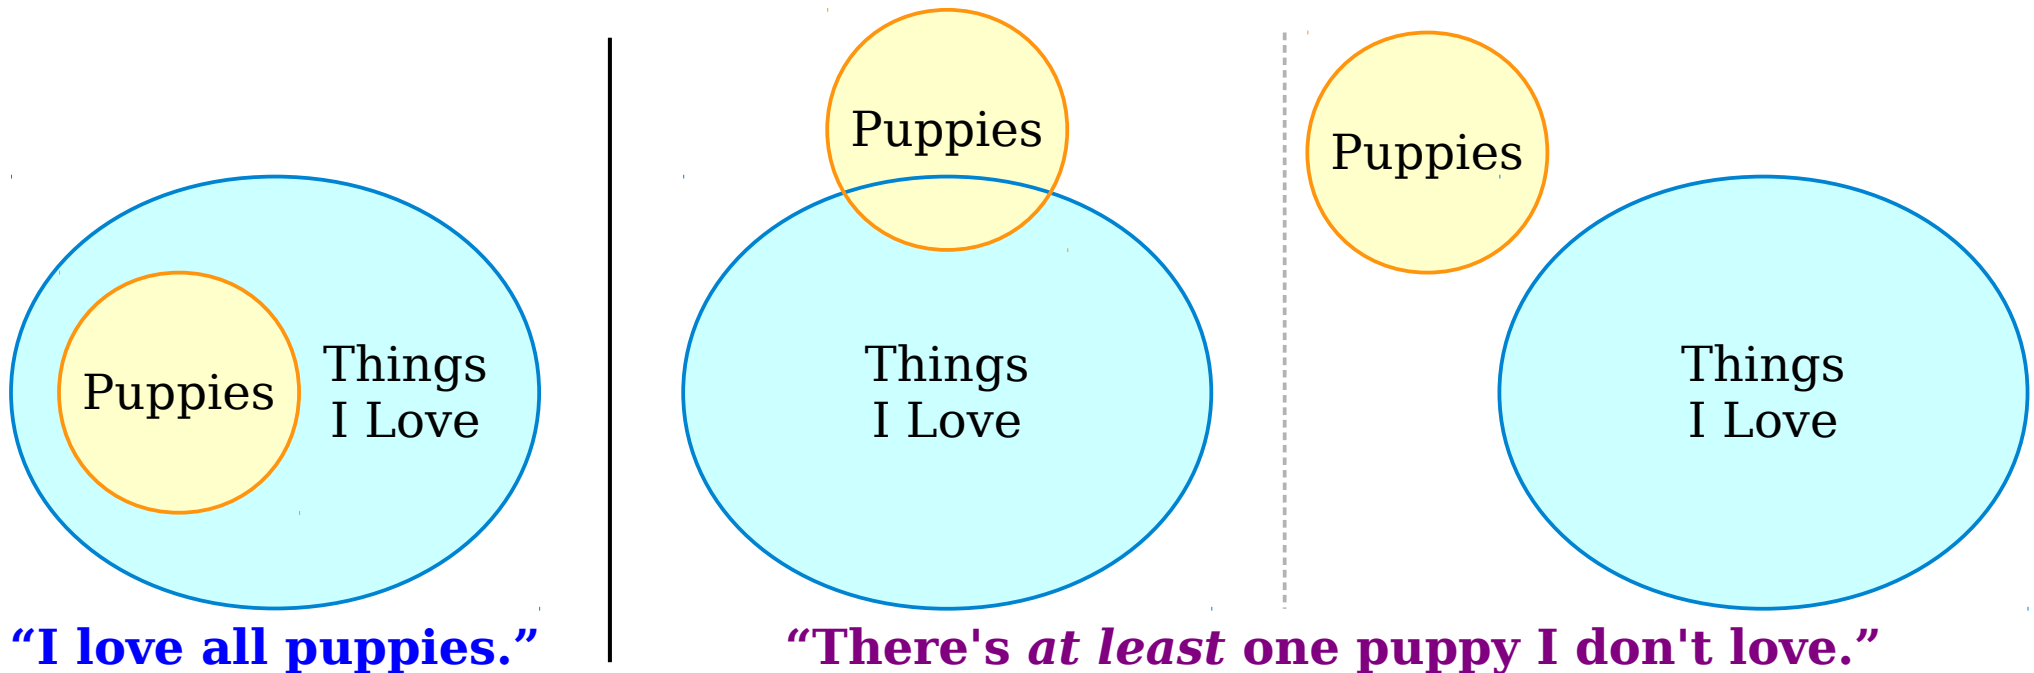 Puppies
Things
I Love
“I love all puppies.”
Puppies
Things
I Love
Puppies
Things
I Love
“There's at least one puppy I don't love.”